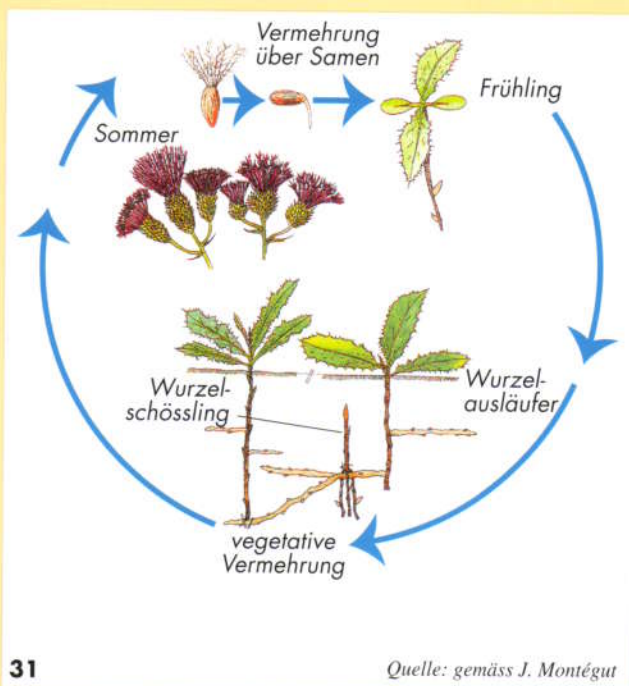 Vermehrung
über Samen
Frühling
Sommer
Wurzel-
schössling
Wurzel-
ausläufer
vegetative
Vermehrung
31
Quelle: gemäss J. Montégut